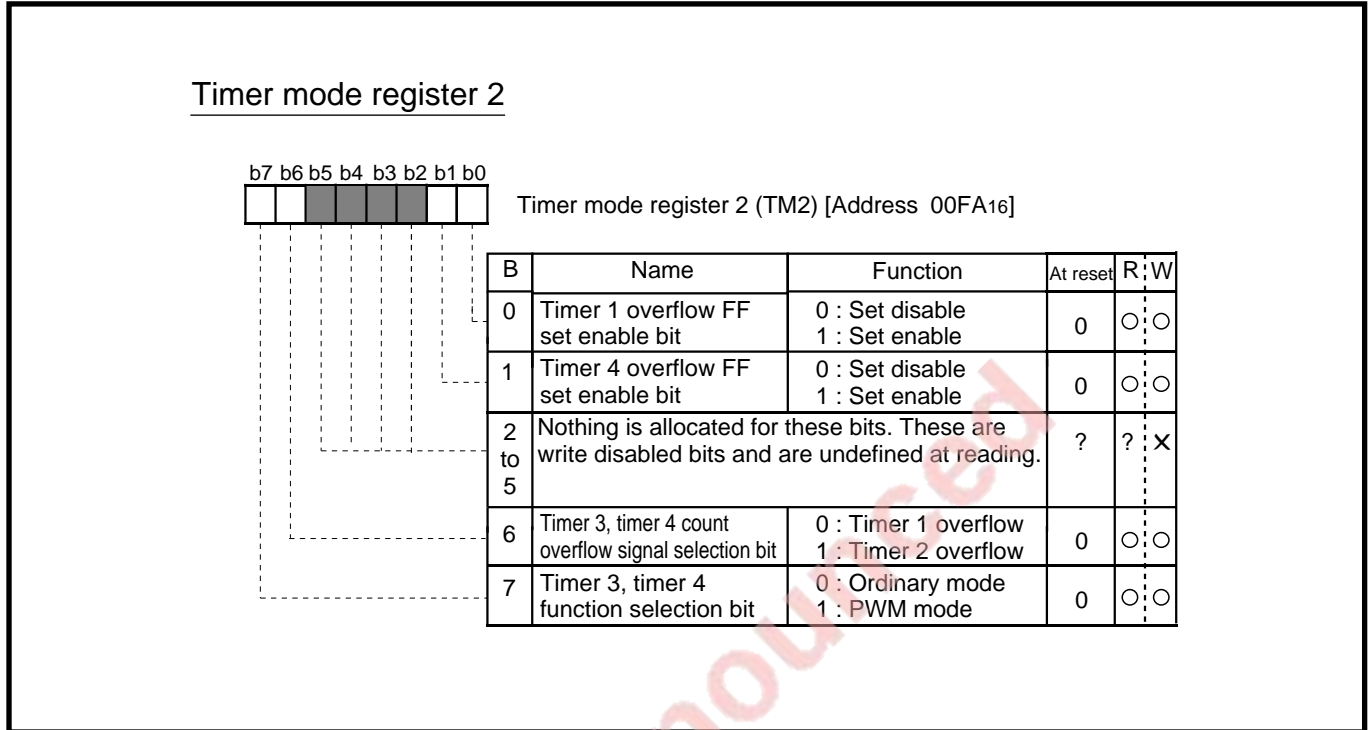 Timer mode register 2
b7 b6 b5 b4 b3 b2 b1 b0
Timer mode register 2 (TM2) [Address 00FA16]
B Name Function At reset R W
0 Timer 1 overflow FF set enable bit 0 : Set disable 1 : Set enable 0 ○ ○
1 Timer 4 overflow FF set enable bit 0 : Set disable 1 : Set enable 0 ○ ○
2 to 5 Nothing is allocated for these bits. These are write disabled bits and are undefined at reading. ? ? ×
6 Timer 3, timer 4 count overflow signal selection bit 0 : Timer 1 overflow 1 : Timer 2 overflow 0 ○ ○
7 Timer 3, timer 4 function selection bit 0 : Ordinary mode 1 : PWM mode 0 ○ ○
nounced